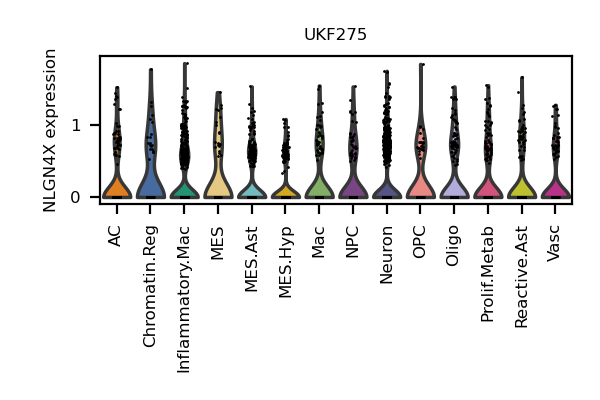 UKF275
NLGN4X expression
1
0
AC
Chromatin.Reg
Inflammatory.Mac
MES
MES.Ast
MES.Hyp
Mac
NPC
Neuron
OPC
Oligo
Prolif.Metab
Reactive.Ast
Vasc